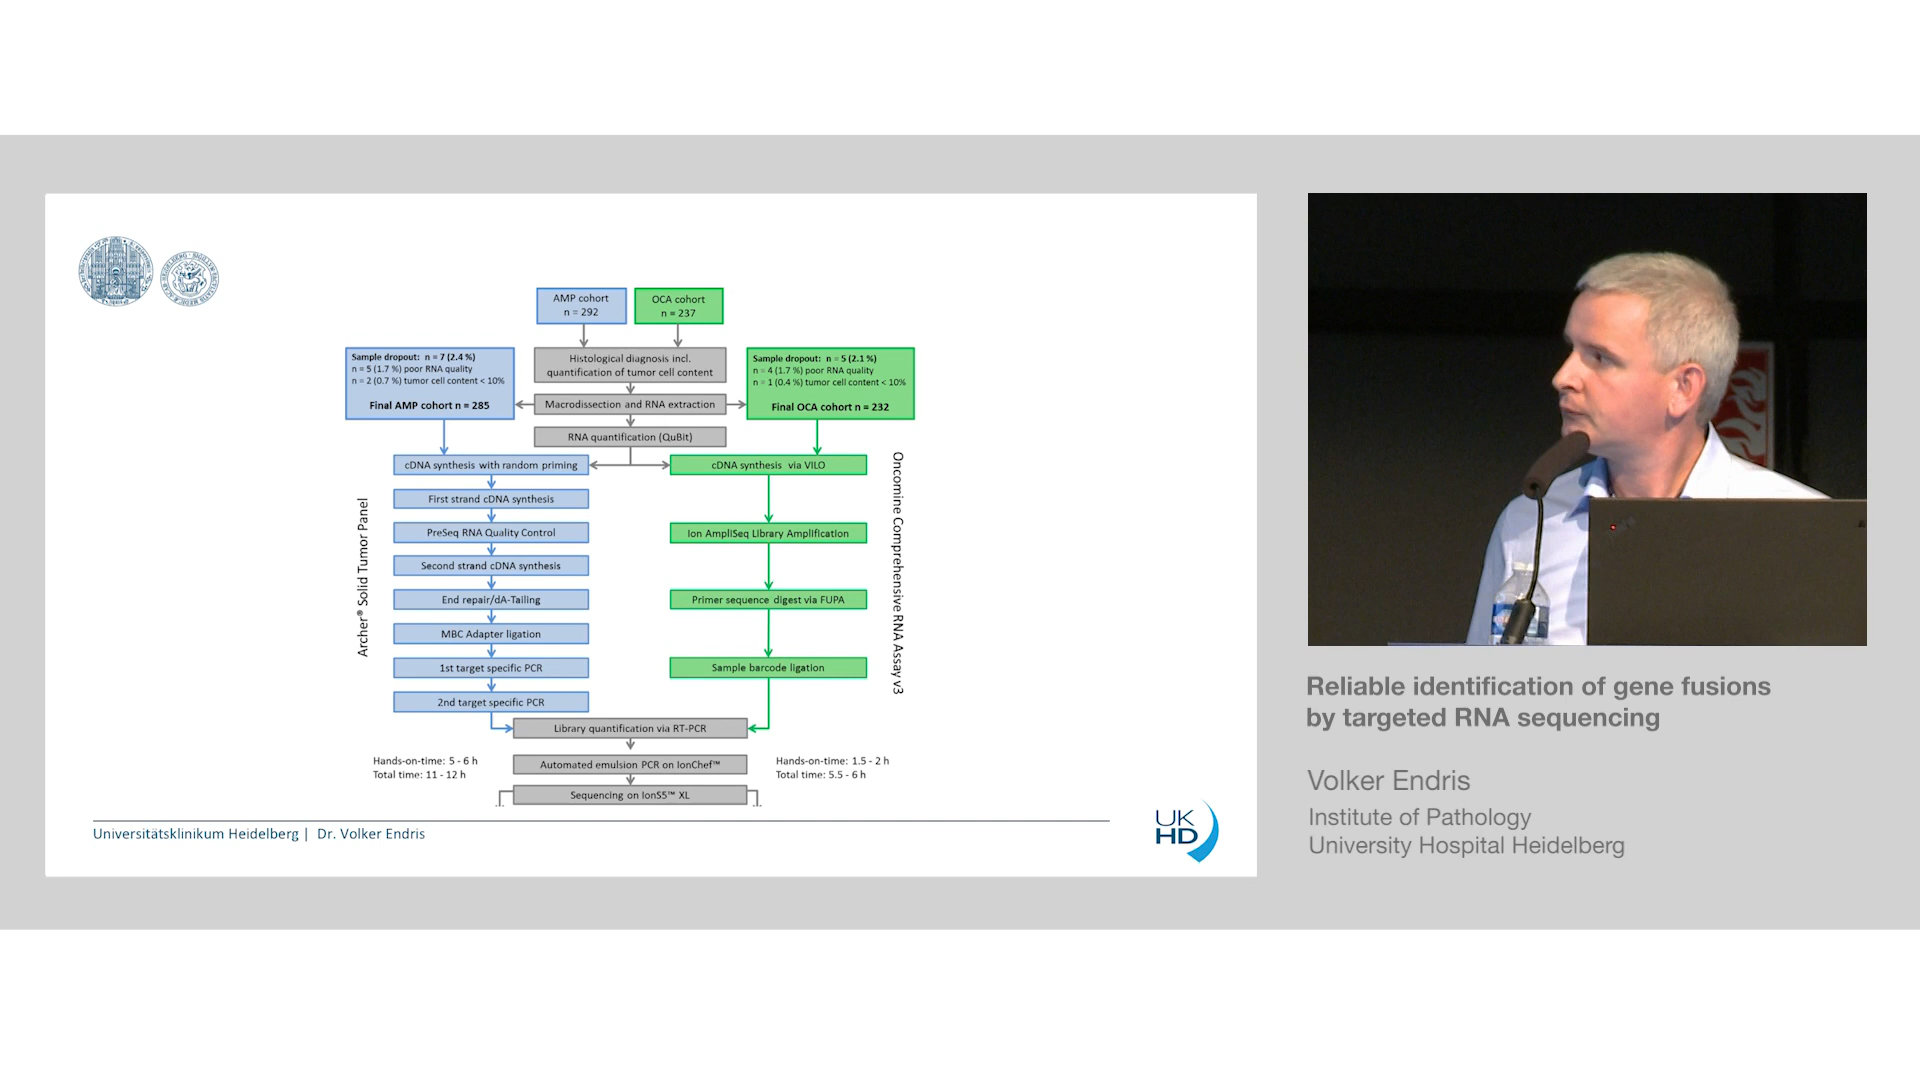 AMP cohort
n = 292
OCA cohort
n = 237
Sample dropout: n = 7 (2.4 %)
n = 5 (1.7 %) poor RNA quality
n = 2 (0.7 %) tumor cell content < 10%
Final AMP cohort n = 285
Histological diagnosis incl.
quantification of tumor cell content
Macrodissection and RNA extraction
RNA quantification (QuBit)
Sample dropout: n = 5 (2.1 %)
n = 4 (1.7 %) poor RNA quality
n = 1 (0.4 %) tumor cell content < 10%
Final OCA cohort n = 232
Archer® Solid Tumor Panel
cDNA synthesis with random priming
First strand cDNA synthesis
PreSeq RNA Quality Control
Second strand cDNA synthesis
End repair/dA-Tailing
MBC Adapter ligation
1st target specific PCR
2nd target specific PCR
cDNA synthesis via VILO
Ion AmpliSeq Library Amplification
Primer sequence digest via FUPA
Sample barcode ligation
Oncomine Comprehensive RNA Assay v3
Library quantification via RT-PCR
Automated emulsion PCR on IonChef™
Sequencing on IonS5™ XL
Hands-on-time: 5 - 6 h
Total time: 11 - 12 h
Hands-on-time: 1.5 - 2 h
Total time: 5.5 - 6 h
Universitätsklinikum Heidelberg | Dr. Volker Endris
UK
HD
Reliable identification of gene fusions
by targeted RNA sequencing
Volker Endris
Institute of Pathology
University Hospital Heidelberg